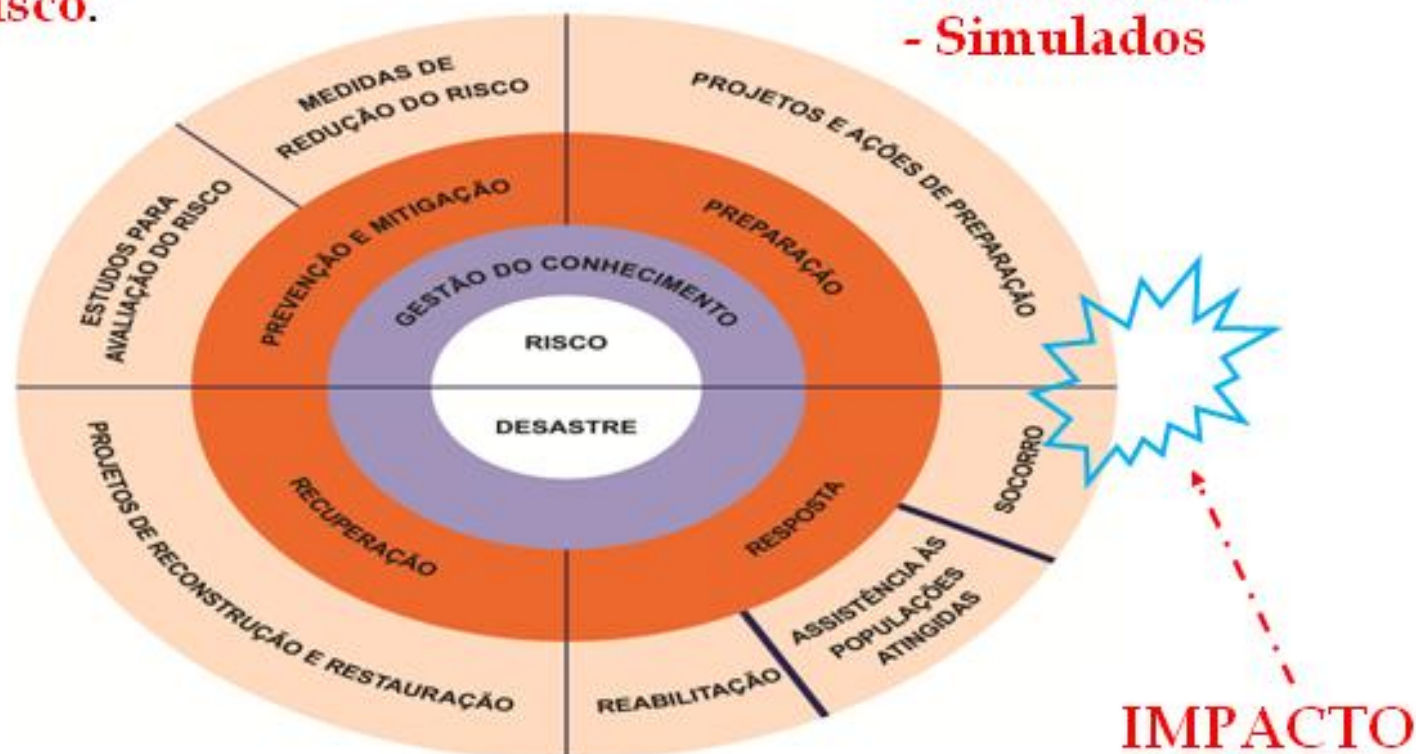 isco.
- Simulados
MEDIDAS DE
REDUÇÃO DO RISCO
PROJETOS E AÇÕES DE PREPARAÇÃO
ESTUDOS PARA
AVALIAÇÃO DO RISCO
PREVENÇÃO E MITIGAÇÃO
PREPARAÇÃO
GESTÃO DO CONHECIMENTO
RISCO
DESASTRE
PROJETOS DE RECONSTRUÇÃO E RESTAURAÇÃO
RECUPERAÇÃO
RESPOSTA
SOCORRO
ASSISTÊNCIA ÀS
POPULAÇÕES
ATINGIDAS
REABILITAÇÃO
IMPACTO